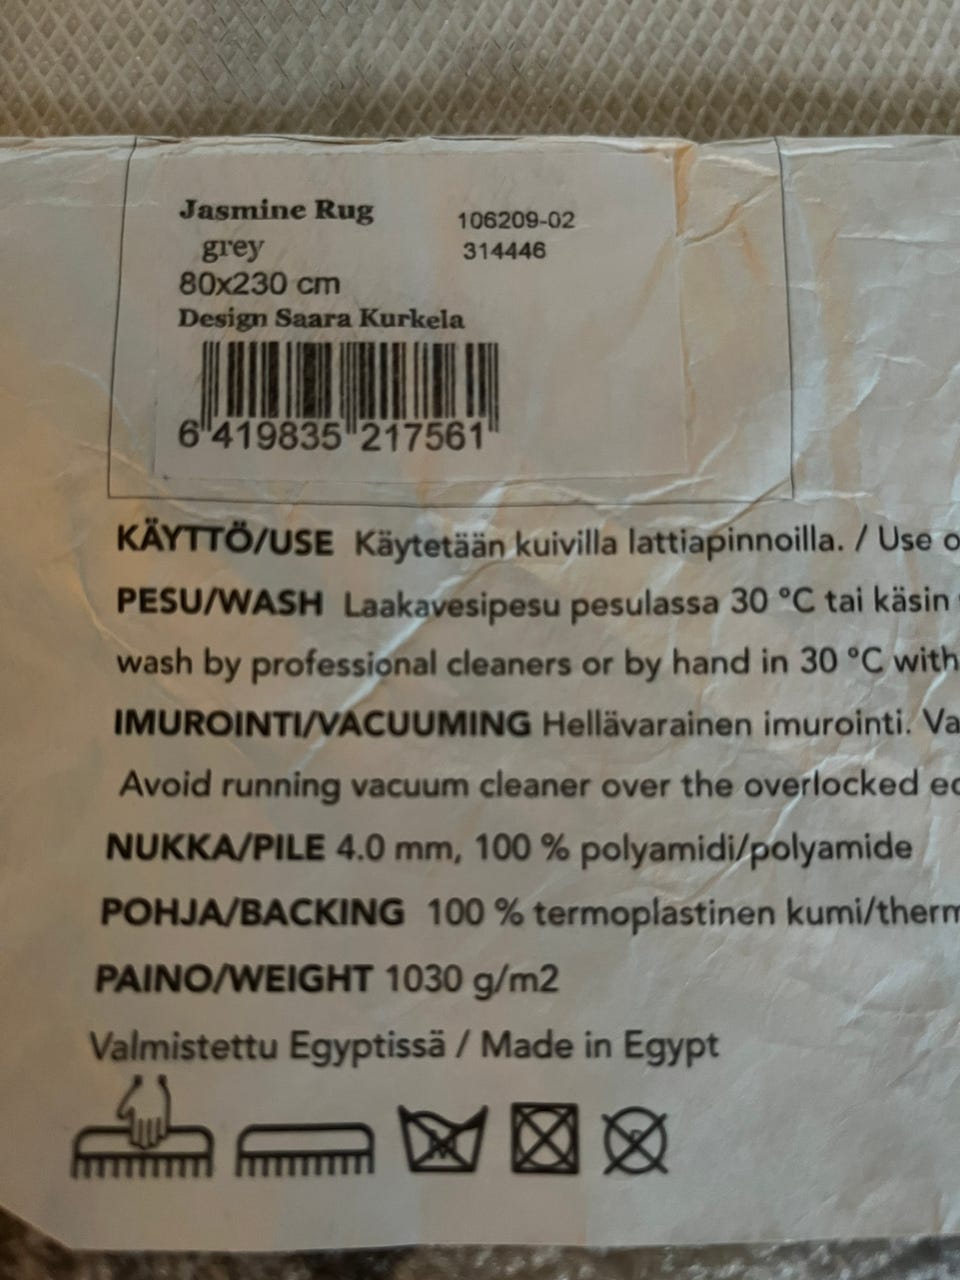 Jasmine Rug
106209-02
grey
314446
80x230 cm
Design Saara Kurkela
6 419835 217561
KÄYTTÖ/USE Käytetään kuivilla lattiapinnoilla. / Use
PESU/WASH Laakavesipesu pesulassa 30 °C tai käsin
wash by professional cleaners or by hand in 30 °C with
IMUROINTI/VACUUMING Hellävarainen imurointi.
Avoid running vacuum cleaner over the overlocked
NUKKA/PILE 4.0 mm, 100 % polyamidi/polyamide
POHJA/BACKING 100 % termoplastinen kumi/therm
PAINO/WEIGHT 1030 g/m2
Valmistettu Egyptissä / Made in Egypt